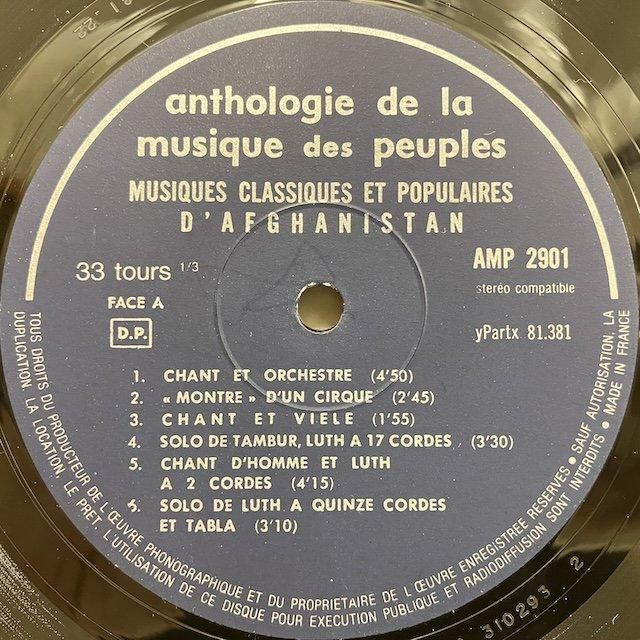 anthologie de la
musique des peuples
MUSIQUES CLASSIQUES ET POPULAIRES
D'AFGHANISTAN
33 tours 1/3
FACE A
D.P.
AMP 2901
stereo compatible
yPartx 81.381
1. CHANT ET ORCHESTRE (4'50)
2. « MONTRE » D'UN CIRQUE (2'45)
3. CHANT ET VIELE (1'55)
4. SOLO DE TAMBUR, LUTH A 17 CORDES (3'30)
5. CHANT D'HOMME ET LUTH
A 2 CORDES (4'15)
6. SOLO DE LUTH A QUINZE CORDES
ET TABLA (3'10)
TOUS DROITS DU PRODUCTEUR DE L'ŒUVRE PHONOGRAPHIQUE ET DU PROPRIETAIRE DE L'ŒUVRE ENREGISTREE RESERVES • SAUF AUTORISATION, LA
DUPLICATION, LA LOCATION, LE PRET, L'UTILISATION DE CE DISQUE POUR EXECUTION PUBLIQUE ET RADIODIFFUSION SONT INTERDITS • MADE IN FRANCE
310293 2